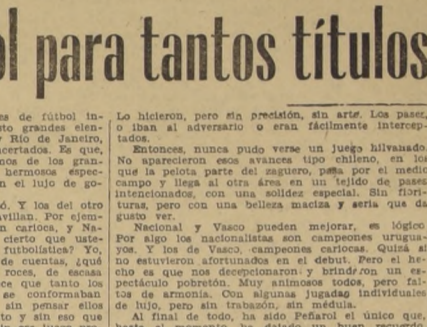 ol para tantos títulos
es de fútbol in-
to grandes elen-
y Río de Janeiro,
certados. Es que,
nos de los gran-
hermosos espec-
en el lujo de go-
ó. Y los del otro
avillan. Por ejem-
n carioca, y Na-
cierto que uste-
futbolística? Yo,
de cuentas, ¿qué
roces, de escasa
ece que tanto los
se conformaban
sin pensar ellos
to y sin eso que
Lo hicieron, pero sin precisión, sin arte. Los pases,
o iban al adversario o eran fácilmente intercep-
tados.
Entonces, nunca pudo verse un juego hilvanado.
No aparecieron esos avances tipo chileno, en los
que la pelota parte del zaguero, pasa por el medio
campo y llega al otro área en un tejido de pases
intencionados, con una solidez especial. Sin flori-
turas, pero con una belleza maciza y seria que da
gusto ver.
Nacional y Vasco pueden mejorar, es lógico
Por algo los nacionalistas son campeones urugua-
yos. Y los de Vasco, campeones cariocas. Quizá si
no estuvieron afortunados en el debut. Pero el he-
cho es que nos decepcionaron y brindaron un es-
pectáculo pobretón. Muy animosos todos, pero fal-
tos de armonía. Con algunas jugadas individuales
de lujo, pero sin trabazón, sin médula.
Al final de todo, ha sido Peñarol el único que,